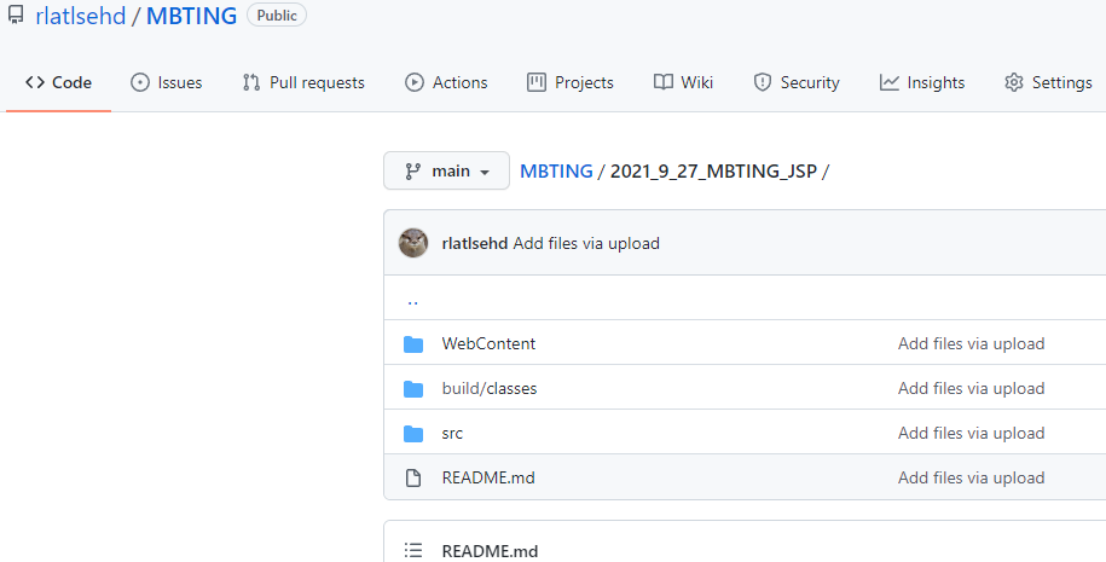 rlatlsehd / MBTING Public
Code Issues Pull requests Actions Projects Wiki Security Insights Settings
main MBTING / 2021_9_27_MBTING_JSP /
rlatlsehd Add files via upload
..
WebContent Add files via upload
build/classes Add files via upload
src Add files via upload
README.md Add files via upload
README.md